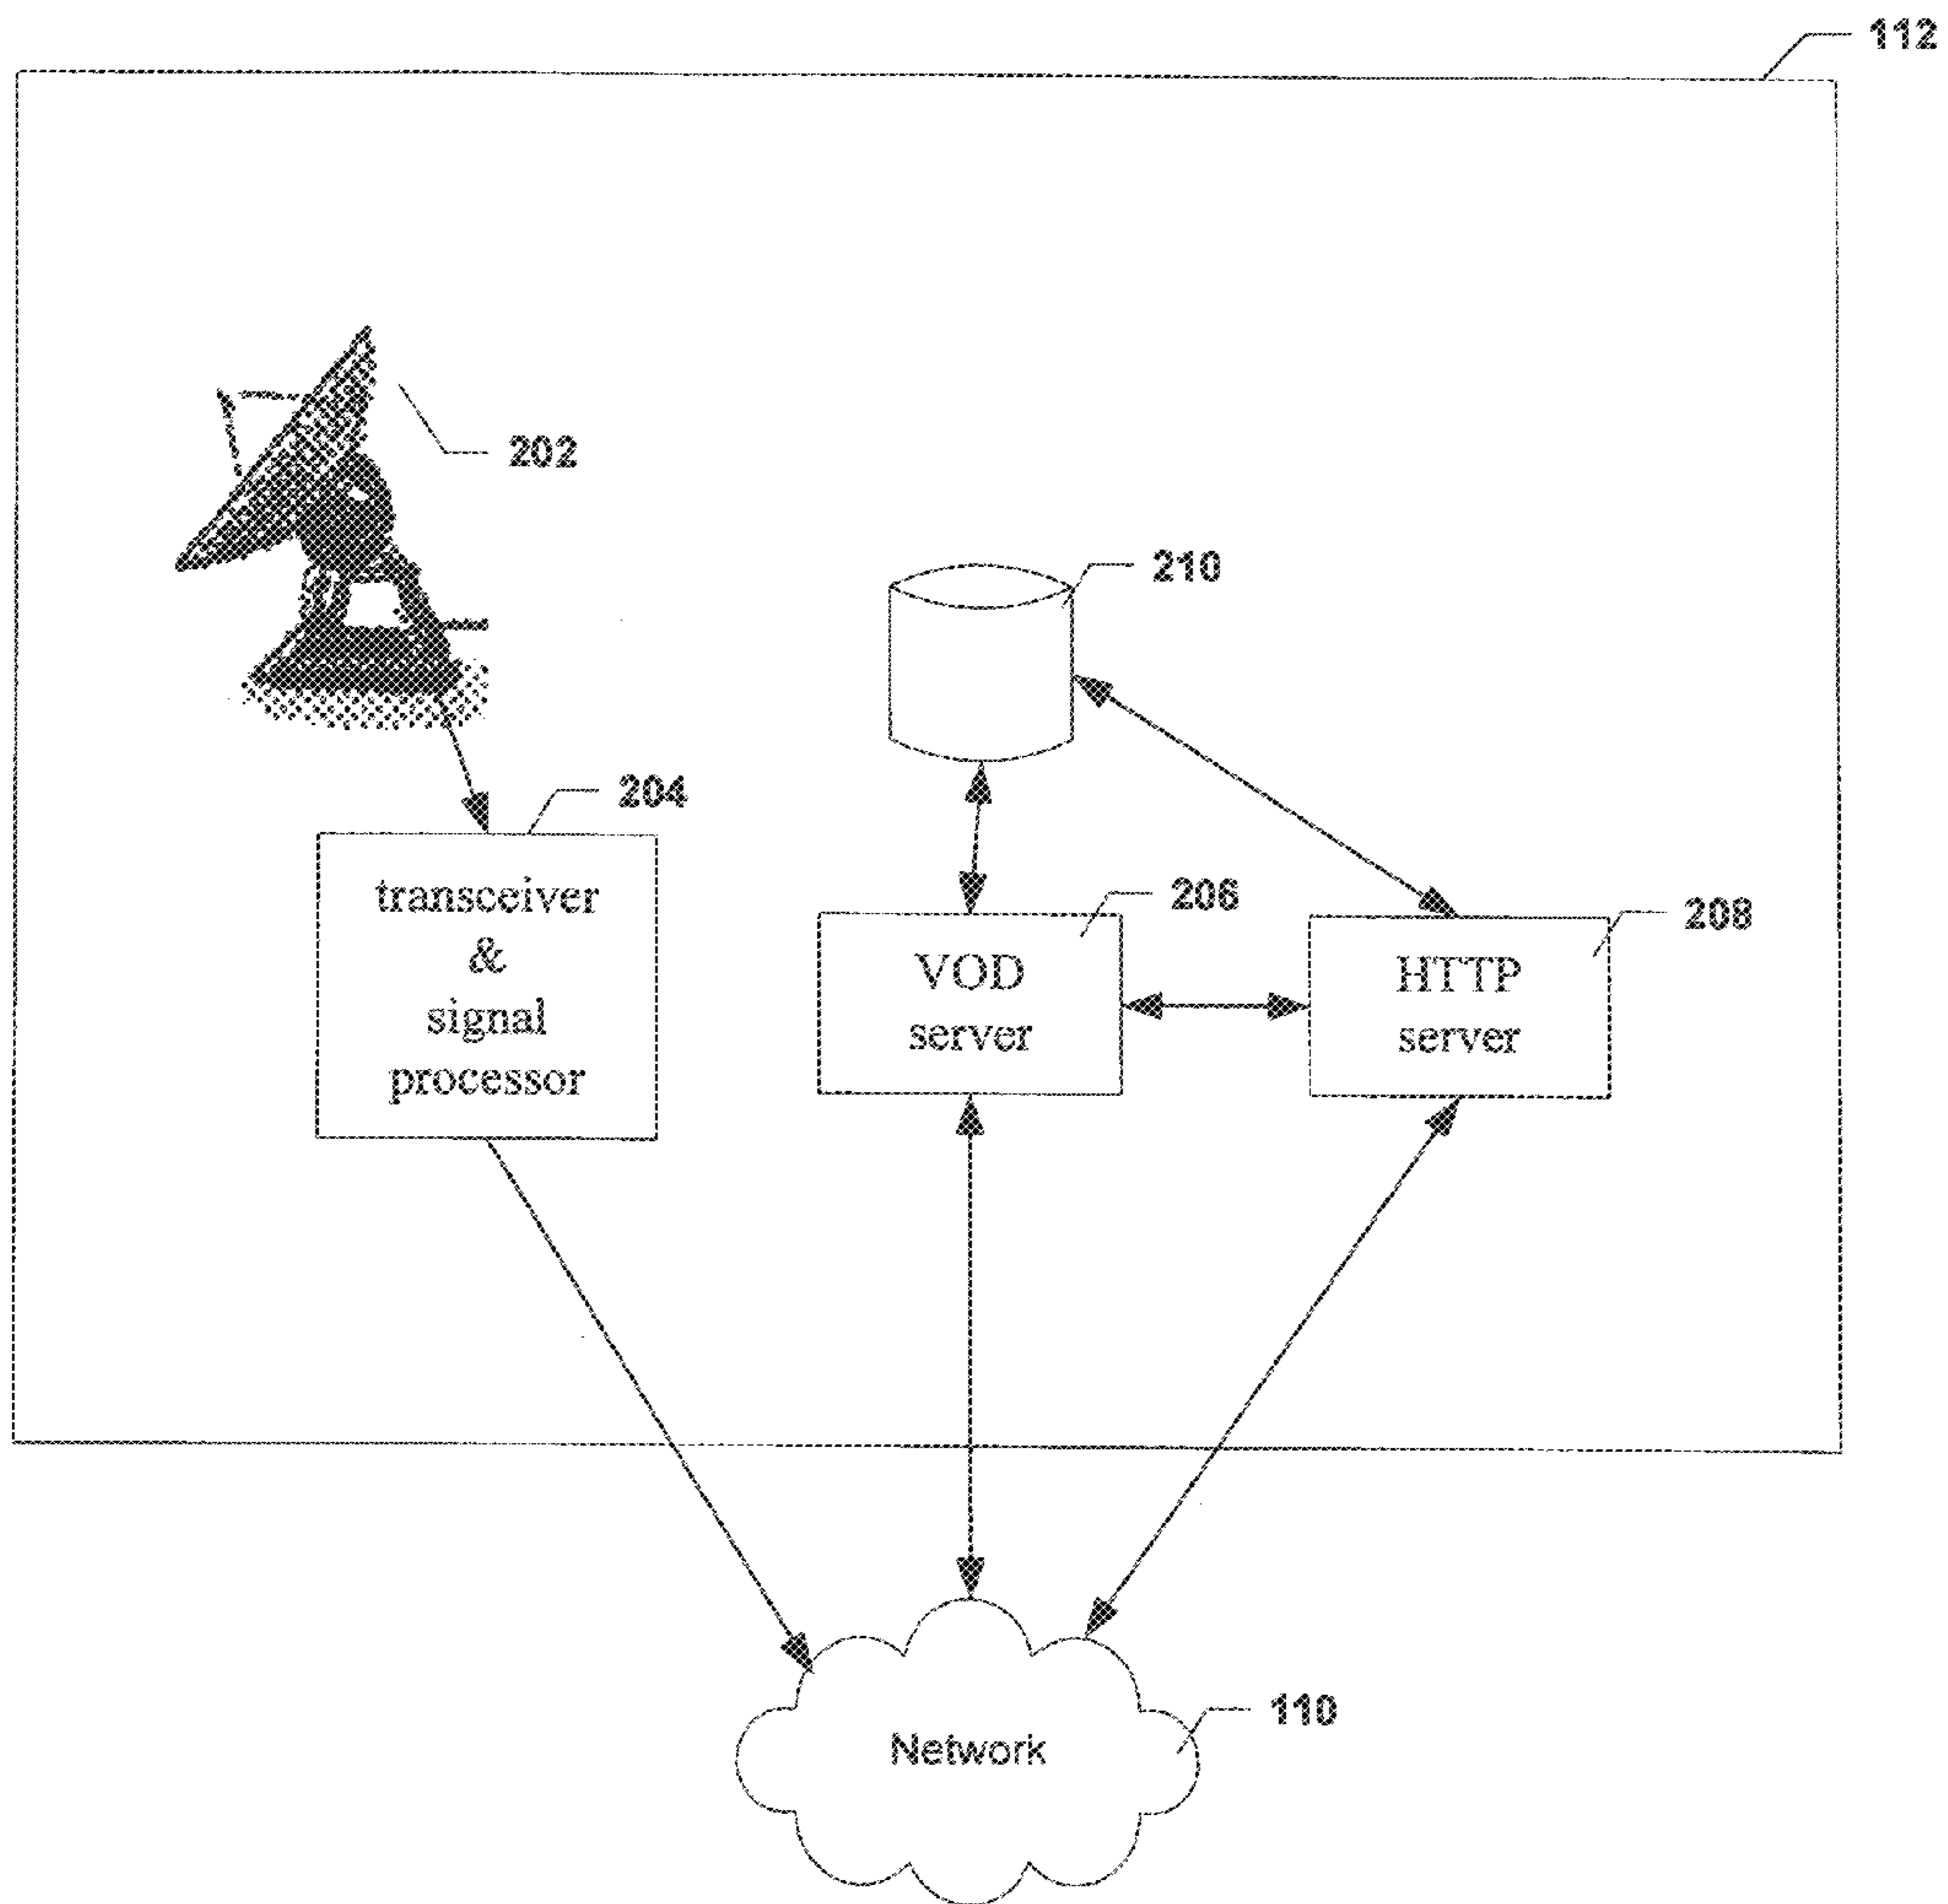 112
202
210
204
transceiver
&
signal
processor
206
VOD
server
208
HTTP
server
110
Network